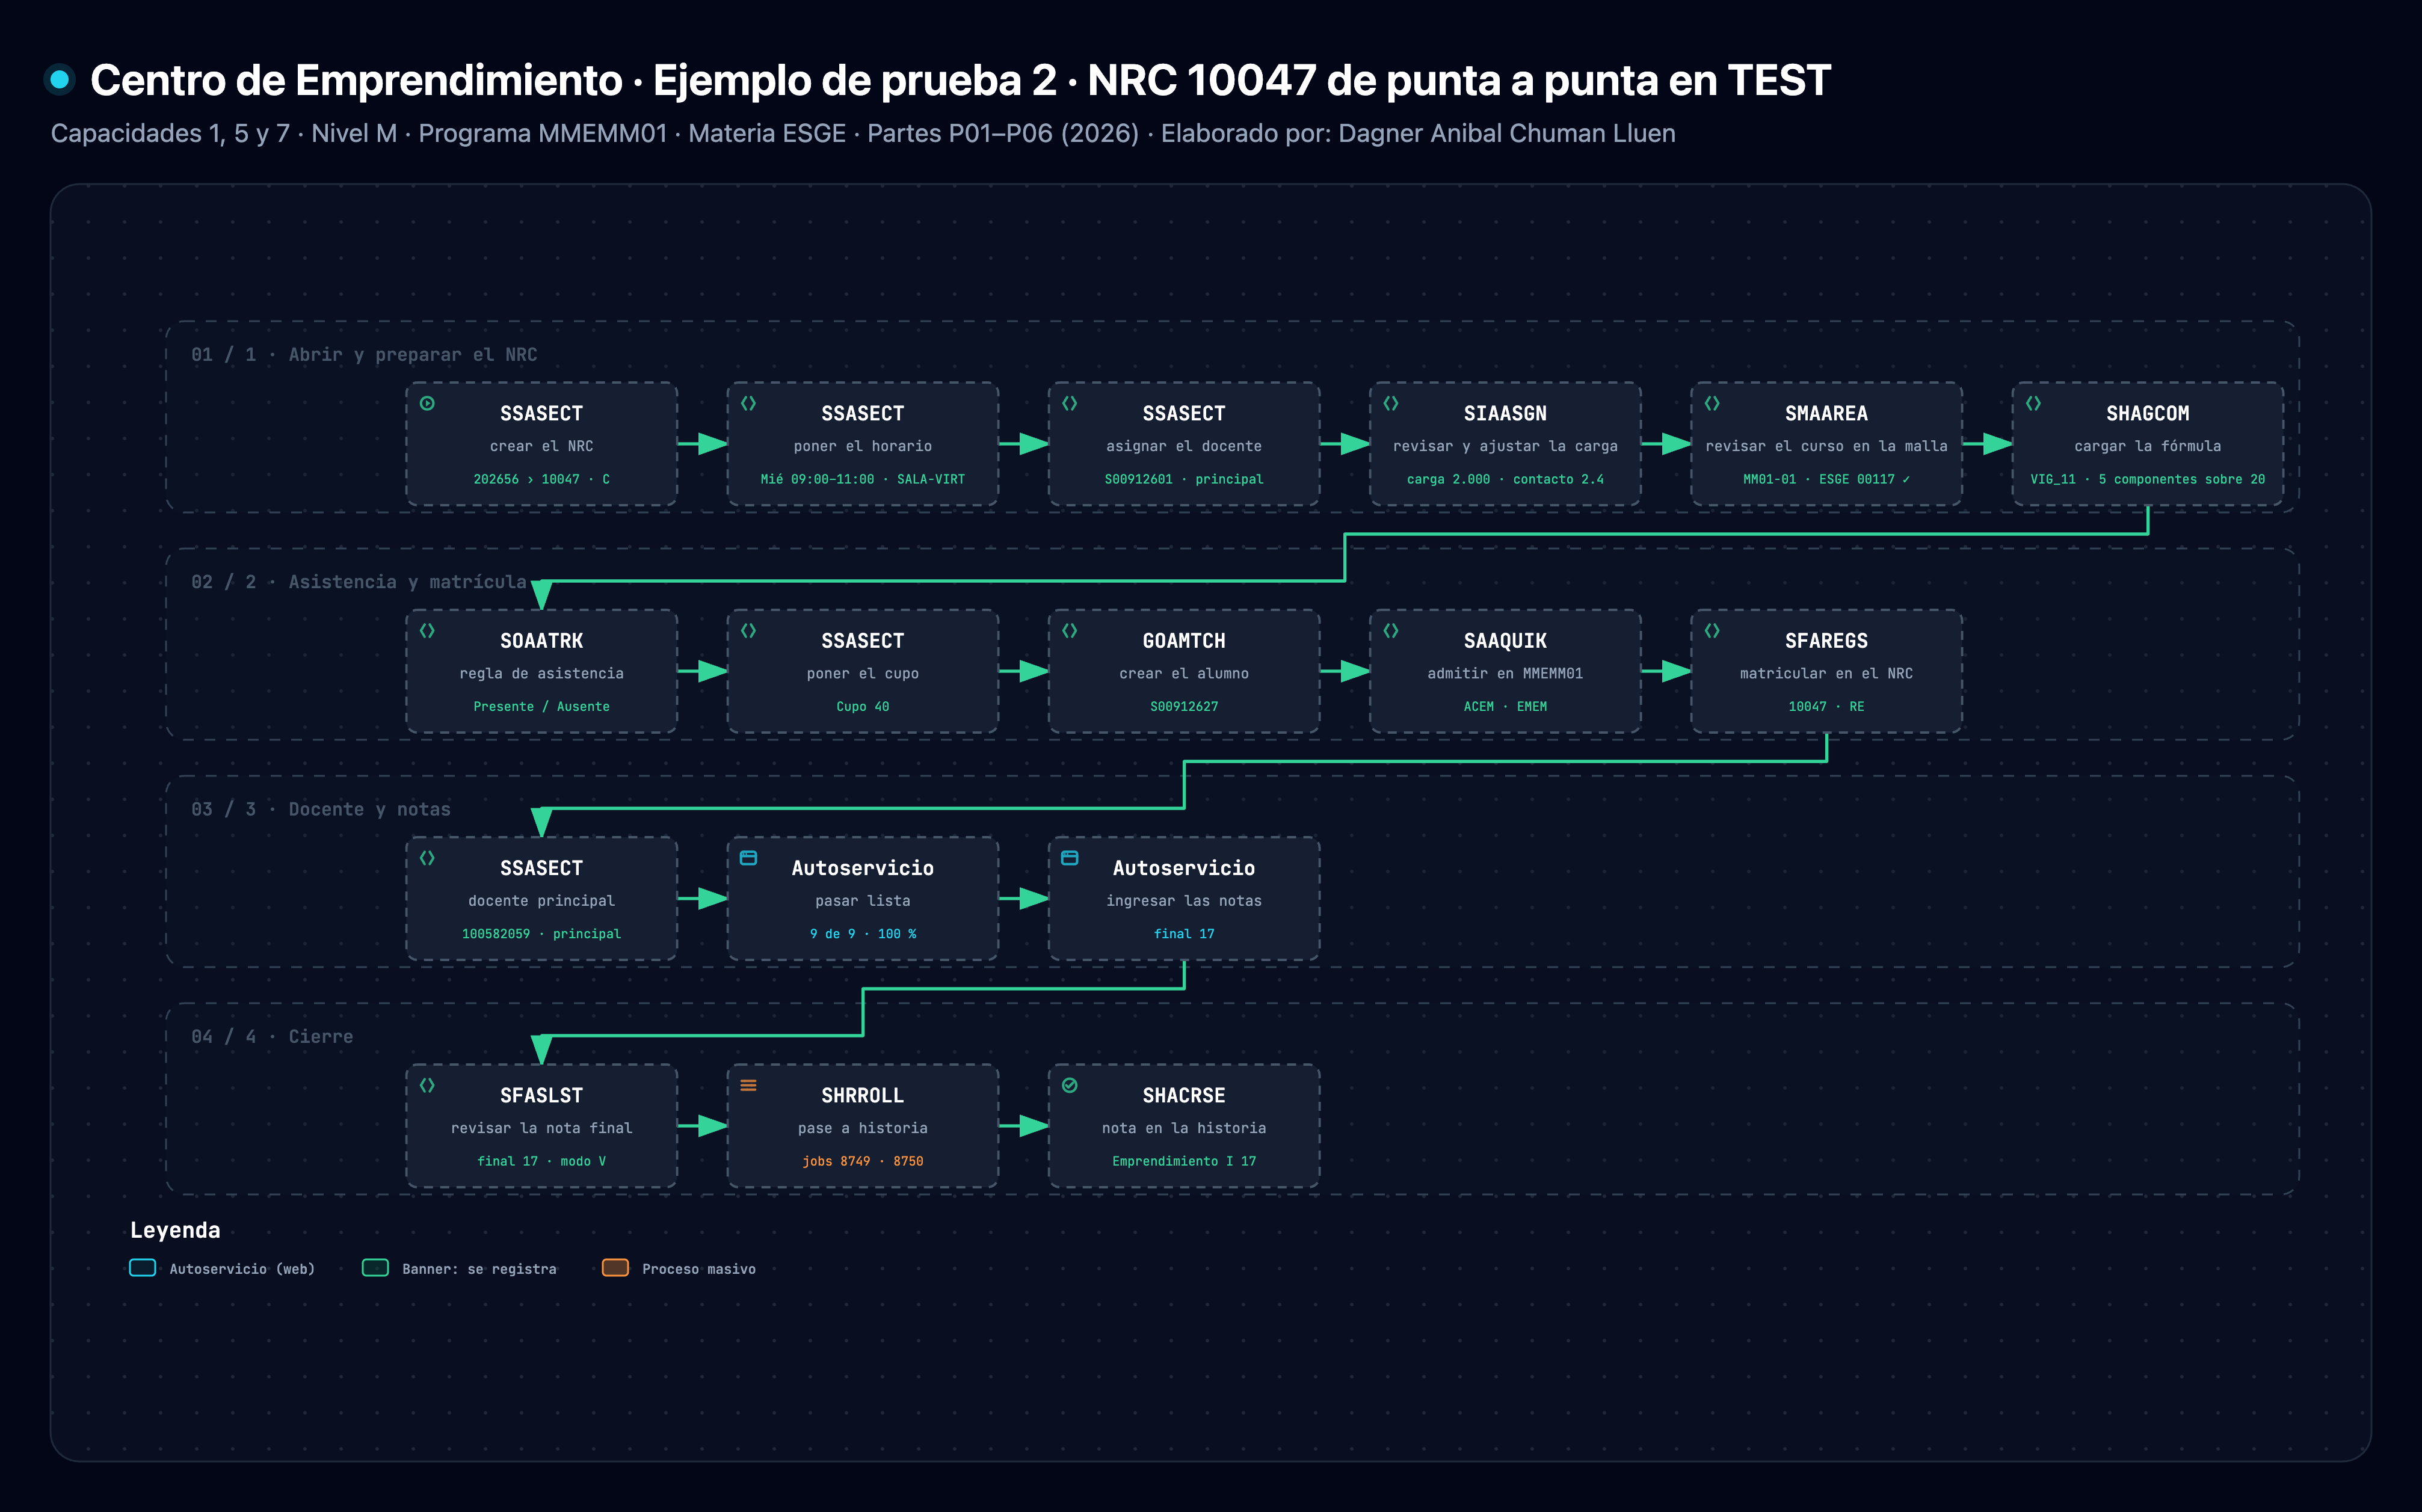 Centro de Emprendimiento · Ejemplo de prueba 2 · NRC 10047 de punta a punta en TEST
Capacidades 1, 5 y 7 · Nivel M · Programa MMEMM01 · Materia ESGE · Partes P01–P06 (2026) · Elaborado por: Dagner Anibal Chuman Lluen
01 / 1 · Abrir y preparar el NRC
SSASECT
crear el NRC
202656 › 10047 · C
SSASECT
poner el horario
Mié 09:00–11:00 · SALA-VIRT
SSASECT
asignar el docente
S00912601 · principal
SIAASGN
revisar y ajustar la carga
carga 2.000 · contacto 2.4
SMAAREA
revisar el curso en la malla
MM01-01 · ESGE 00117 ✓
SHAGCOM
cargar la fórmula
VIG_11 · 5 componentes sobre 20
02 / 2 · Asistencia y matrícula
SOAATRK
regla de asistencia
Presente / Ausente
SSASECT
poner el cupo
Cupo 40
GOAMTCH
crear el alumno
S00912627
SAAQUIK
admitir en MMEMM01
ACEM · EMEM
SFAREGS
matricular en el NRC
10047 · RE
03 / 3 · Docente y notas
SSASECT
docente principal
100582059 · principal
Autoservicio
pasar lista
9 de 9 · 100 %
Autoservicio
ingresar las notas
final 17
04 / 4 · Cierre
SFASLST
revisar la nota final
final 17 · modo V
SHRROLL
pase a historia
jobs 8749 · 8750
SHACRSE
nota en la historia
Emprendimiento I 17
Leyenda
Autoservicio (web)
Banner: se registra
Proceso masivo